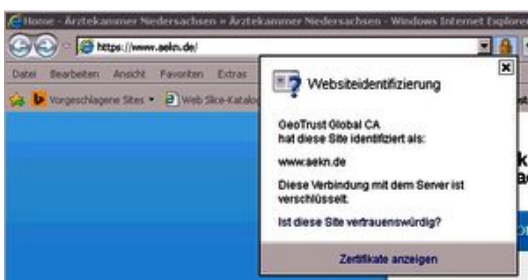 Home - Ärztekammer Niedersachsen » Ärztekammer Niedersachsen - Windows Internet Explorer
https://www.aekn.de/
Datei Bearbeiten Ansicht Favoriten Extras
Vorgeschlagene Sites Web Slice-Katalog
Websiteidentifizierung
GeoTrust Global CA
hat diese Site identifiziert als:
www.aekn.de
Diese Verbindung mit dem Server ist
verschlüsselt.
Ist diese Site vertrauenswürdig?
Zertifikate anzeigen